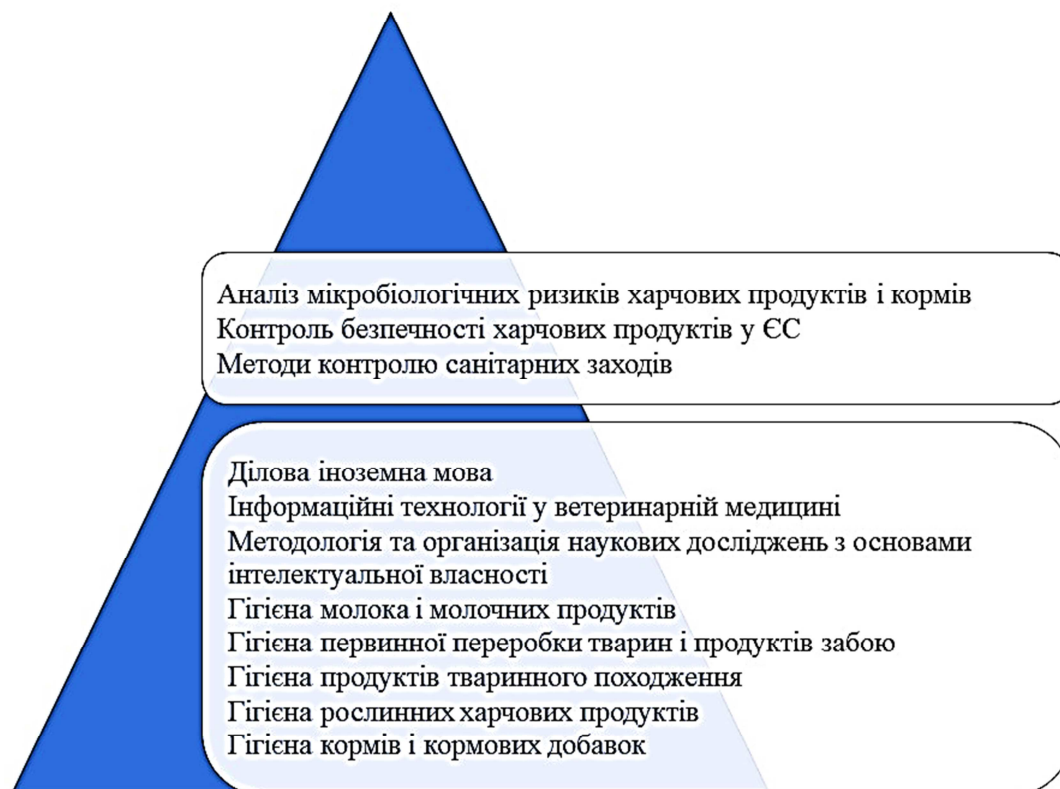 Аналіз мікробіологічних ризиків харчових продуктів і кормів
Контроль безпечності харчових продуктів у ЄС
Методи контролю санітарних заходів
Ділова іноземна мова
Інформаційні технології у ветеринарній медицині
Методологія та організація наукових досліджень з основами
інтелектуальної власності
Гігієна молока і молочних продуктів
Гігієна первинної переробки тварин і продуктів забою
Гігієна продуктів тваринного походження
Гігієна рослинних харчових продуктів
Гігієна кормів і кормових добавок